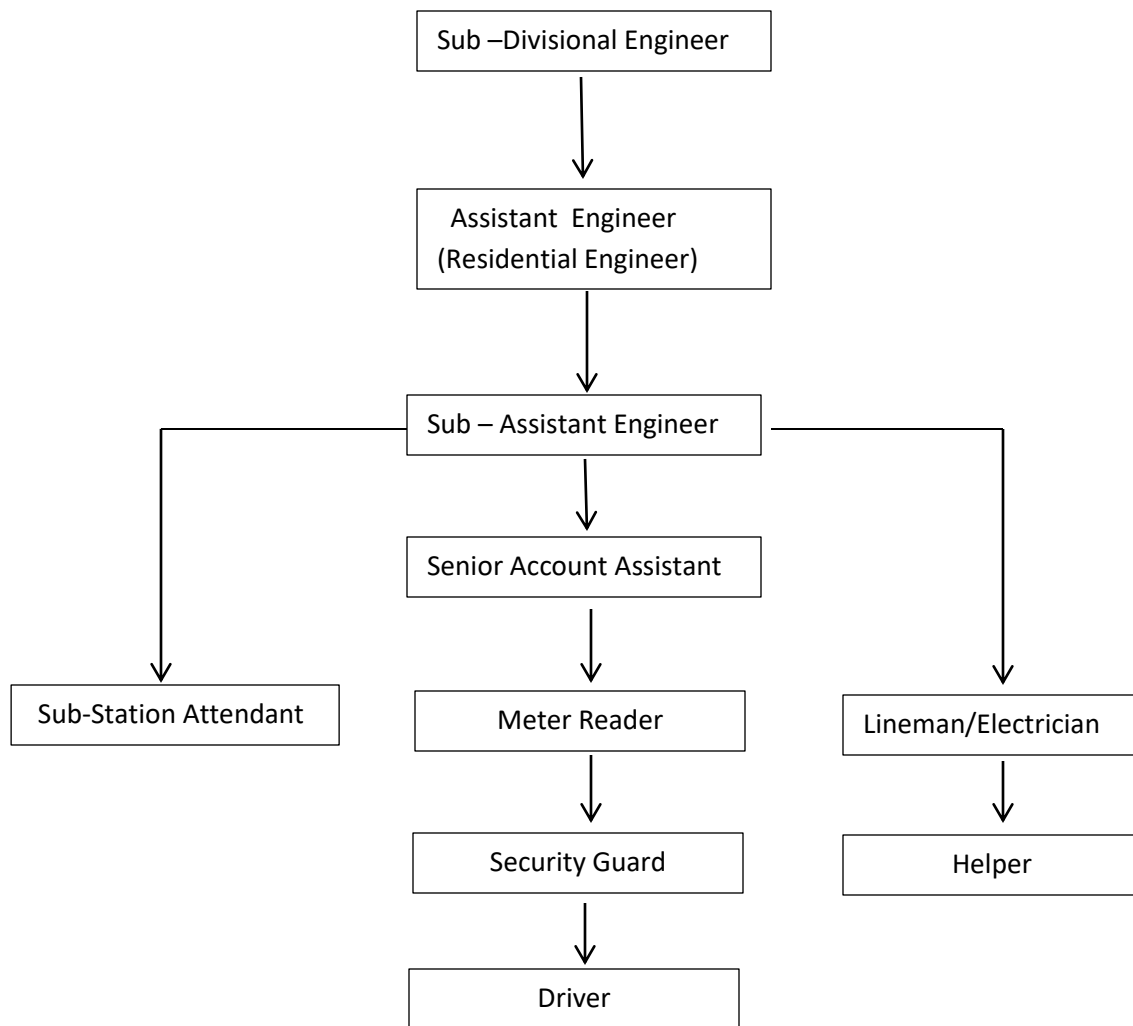 Sub –Divisional Engineer
Assistant  Engineer
(Residential Engineer)
Sub – Assistant Engineer
Senior Account Assistant
Sub-Station Attendant
Meter Reader
Lineman/Electrician
Security Guard
Helper
Driver